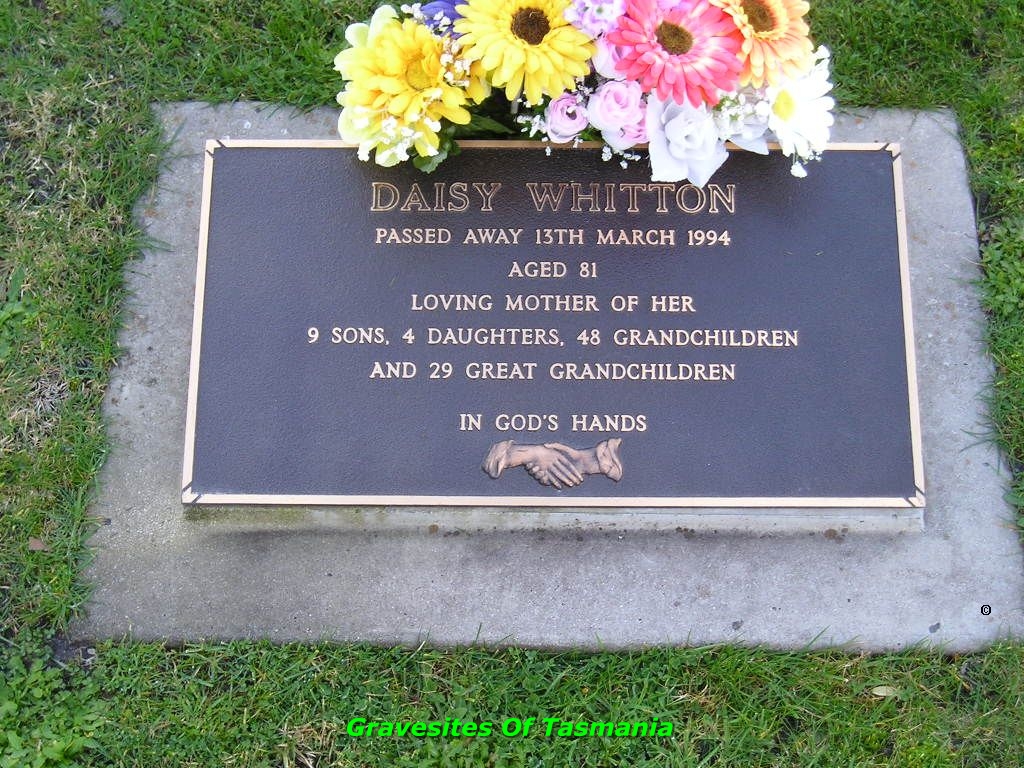 DAISY WHITTON
PASSED AWAY 13TH MARCH 1994
AGED 81
LOVING MOTHER OF HER
9 SONS, 4 DAUGHTERS, 48 GRANDCHILDREN
AND 29 GREAT GRANDCHILDREN
IN GOD'S HANDS
©
Gravesites Of Tasmania